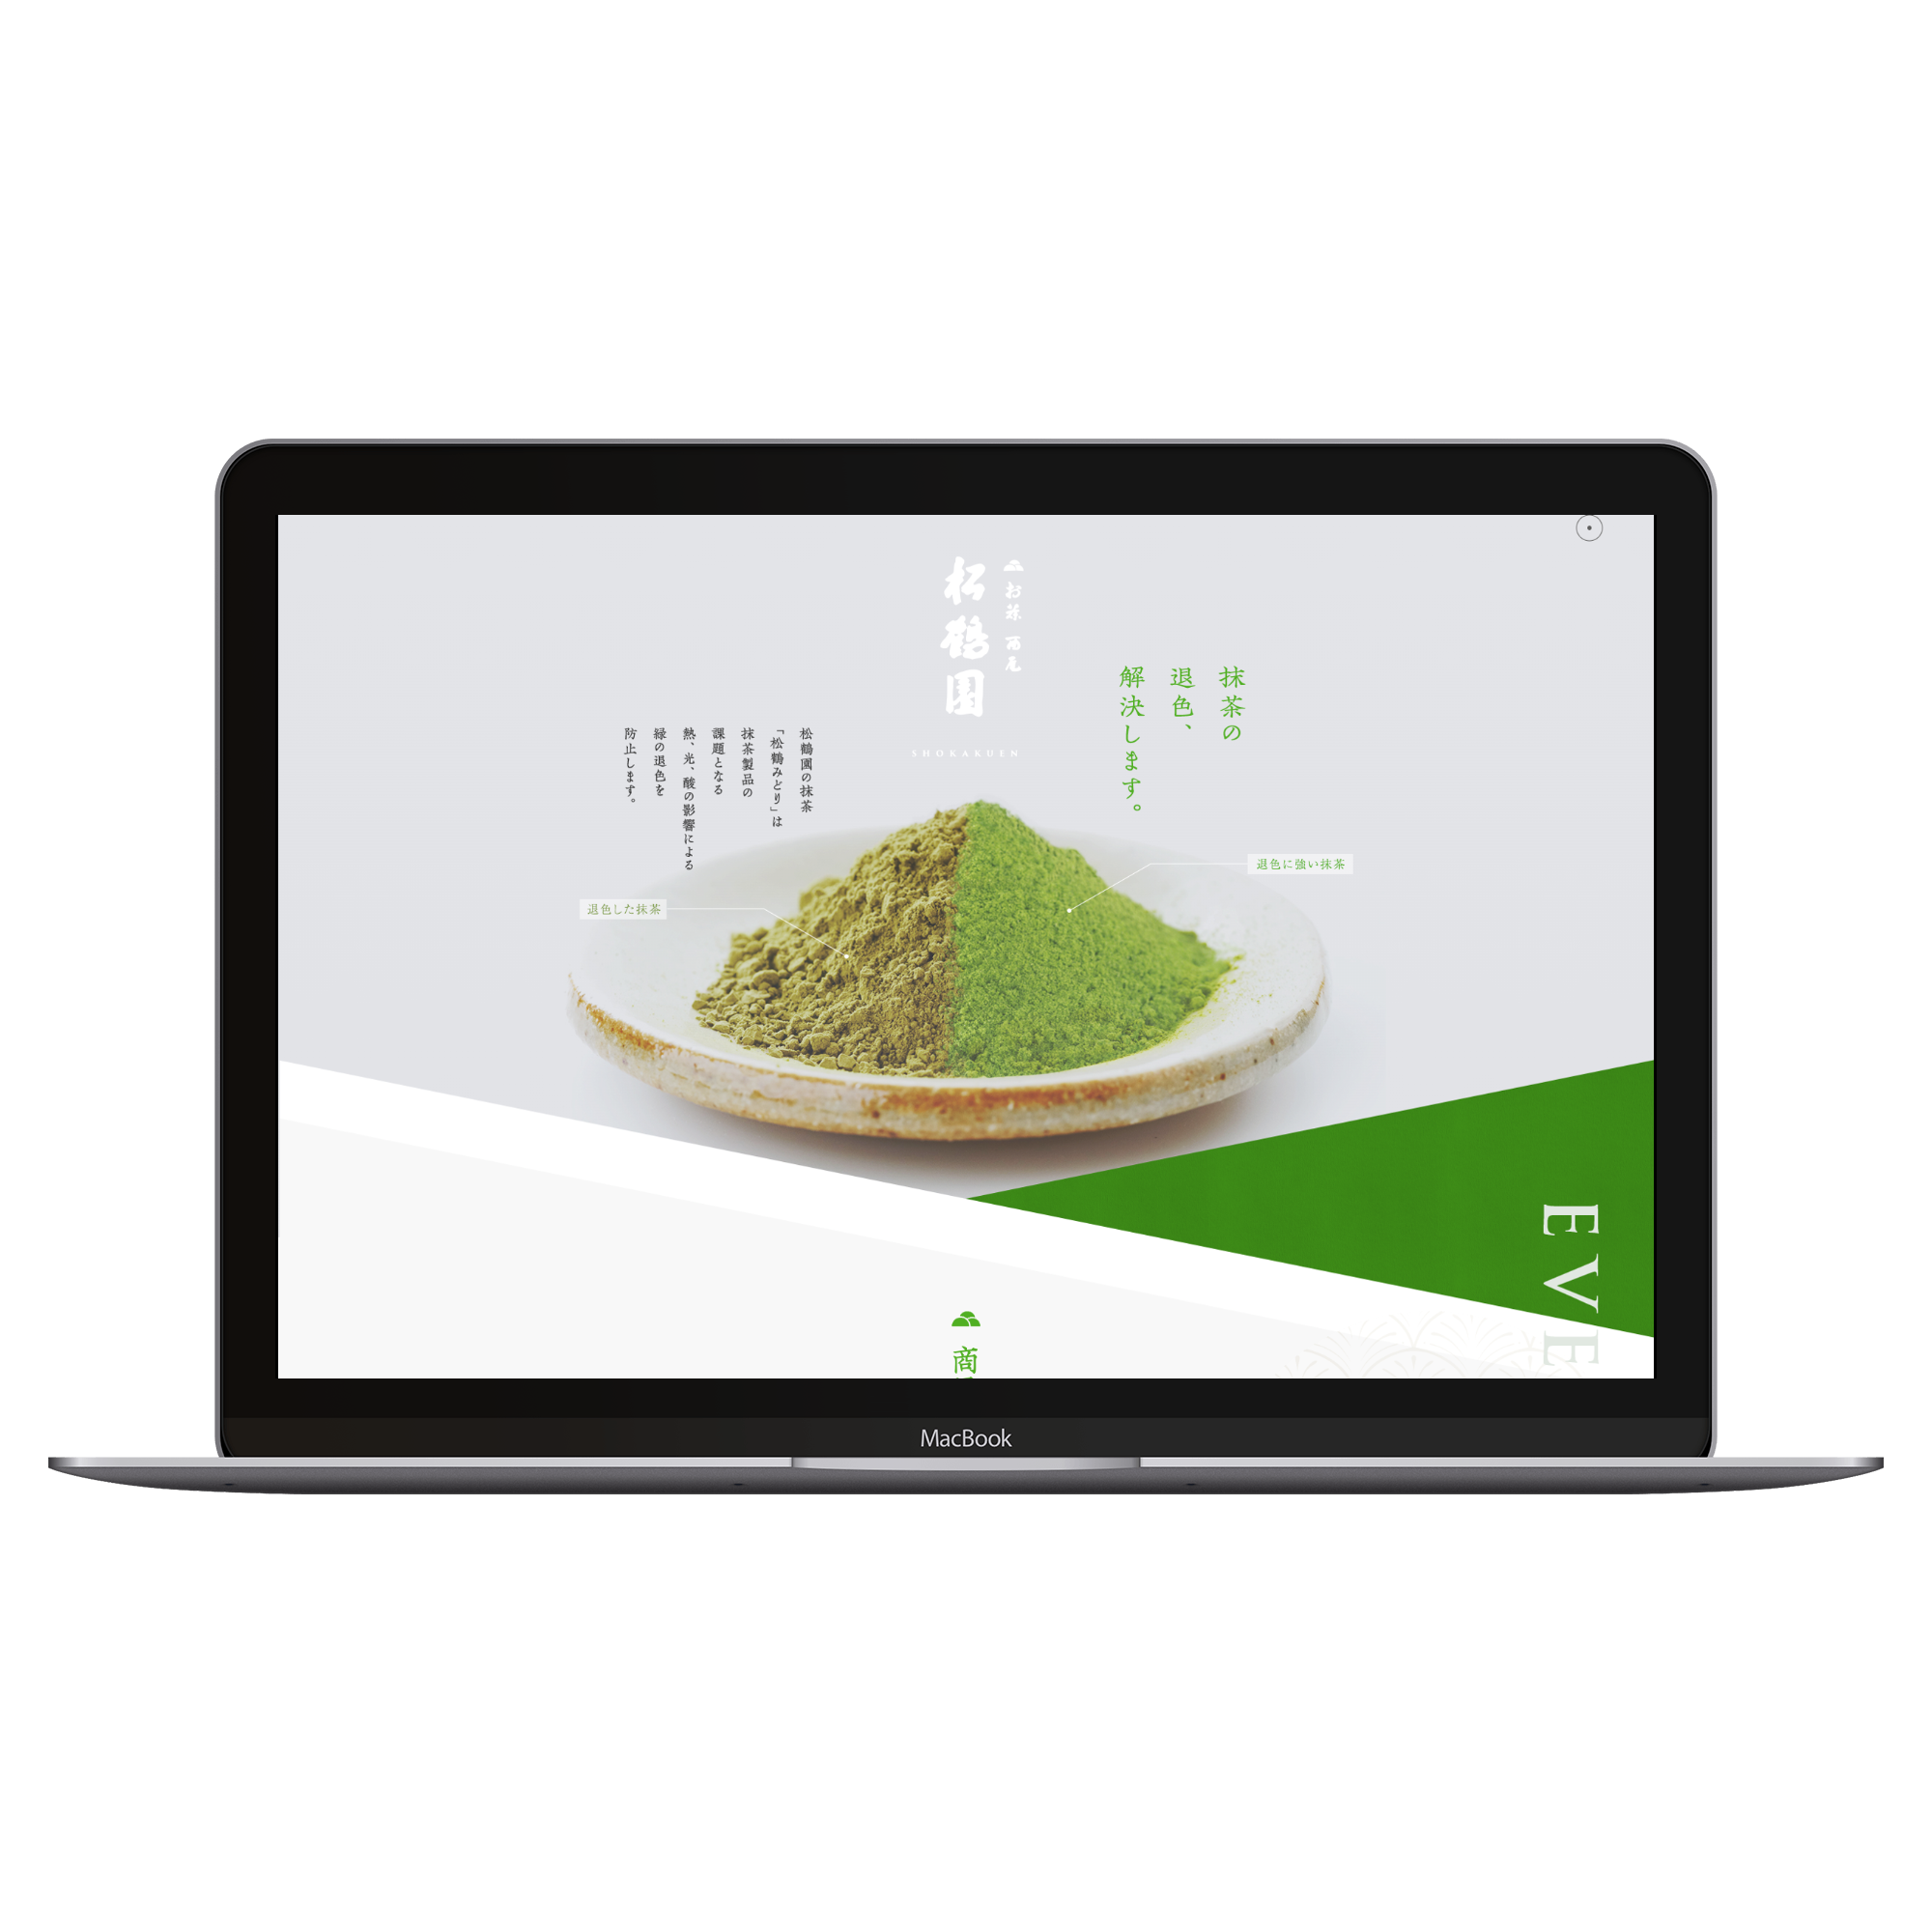 お茶 西尾
松鶴園
SHOKAKUEN
抹茶の
退色、
解決します。
松鶴園の抹茶
「松鶴みどり」は
抹茶製品の
課題となる
熱、光、酸の影響による
緑の退色を
防止します。
退色に強い抹茶
退色した抹茶
EVE
商
MacBook